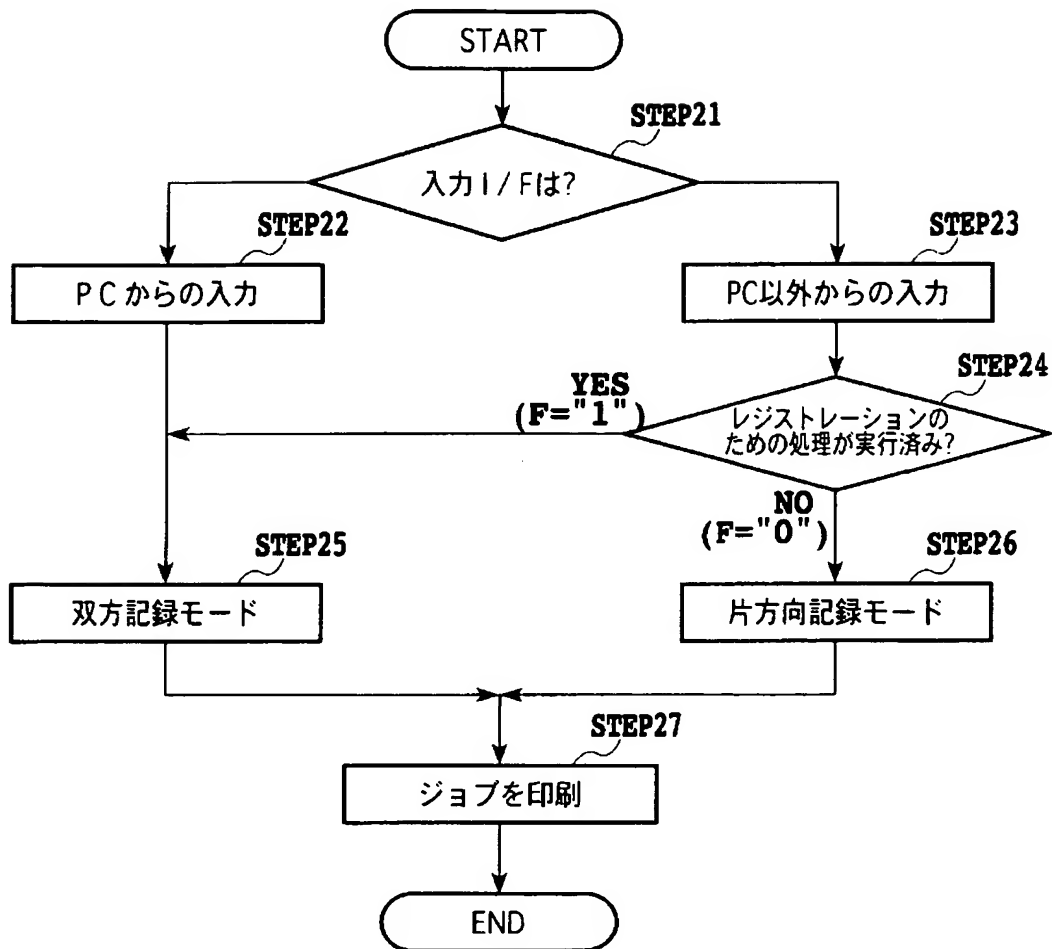 START
STEP21
入力I/Fは?
STEP22
PCからの入力
STEP23
PC以外からの入力
STEP24
レジストレーションの
ための処理が実行済み?
YES
(F="1")
NO
(F="0")
STEP25
双方記録モード
STEP26
片方向記録モード
STEP27
ジョブを印刷
END